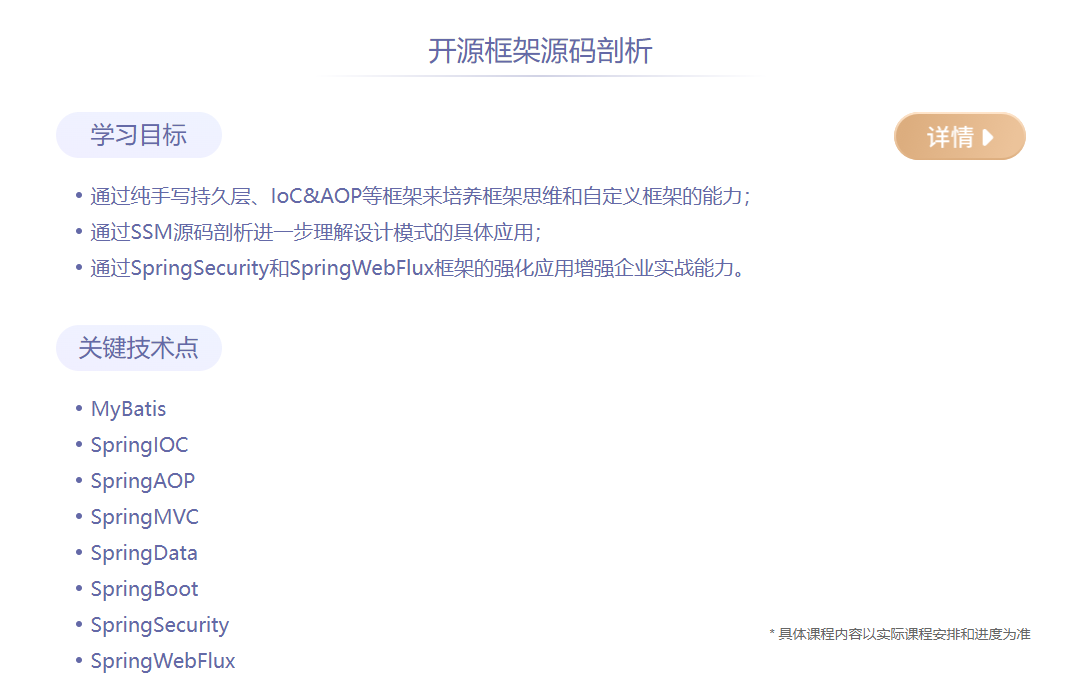 开源框架源码剖析
学习目标
详情
• 通过纯手写持久层、IoC&AOP等框架来培养框架思维和自定义框架的能力；
• 通过SSM源码剖析进一步理解设计模式的具体应用；
• 通过SpringSecurity和SpringWebFlux框架的强化应用增强企业实战能力。
关键技术点
• MyBatis
• SpringIOC
• SpringAOP
• SpringMVC
• SpringData
• SpringBoot
• SpringSecurity
• SpringWebFlux
* 具体课程内容以实际课程安排和进度为准